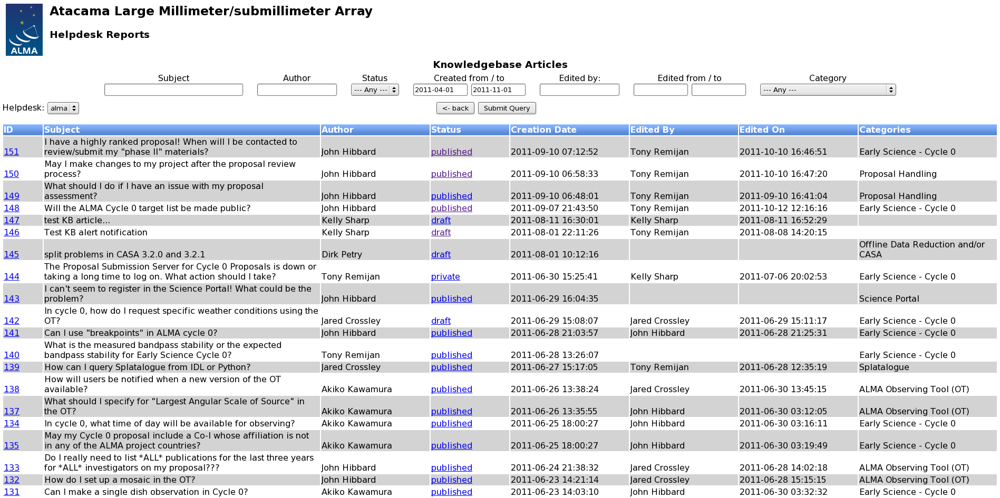 Atacama Large Millimeter/submillimeter Array
Helpdesk Reports
ALMA
Knowledgebase Articles
Subject Author Status Created from / to Edited by: Edited from / to Category
--- Any --- 2011-04-01 2011-11-01 --- Any ---
Helpdesk: alma <- back Submit Query
ID Subject Author Status Creation Date Edited By Edited On Categories
I have a highly ranked proposal! When will I be contacted to
151 review/submit my "phase II" materials? John Hibbard published 2011-09-10 07:12:52 Tony Remijan 2011-10-10 16:46:51 Early Science - Cycle 0
May I make changes to my project after the proposal review
150 process? John Hibbard published 2011-09-10 06:58:33 Tony Remijan 2011-10-10 16:47:20 Proposal Handling
What should I do if I have an issue with my proposal
149 assessment? John Hibbard published 2011-09-10 06:48:01 Tony Remijan 2011-09-10 16:41:04 Proposal Handling
148 Will the ALMA Cycle 0 target list be made public? John Hibbard published 2011-09-07 21:43:50 Tony Remijan 2011-10-12 12:16:16 Early Science - Cycle 0
147 test KB article... Kelly Sharp draft 2011-08-11 16:30:01 Kelly Sharp 2011-08-11 16:52:29
146 Test KB alert notification Kelly Sharp draft 2011-08-01 22:11:26 Tony Remijan 2011-08-08 14:20:15
Offline Data Reduction and/or
145 split problems in CASA 3.2.0 and 3.2.1 Dirk Petry draft 2011-08-01 10:12:16 CASA
The Proposal Submission Server for Cycle 0 Proposals is down or
144 taking a long time to log on. What action should I take? Tony Remijan private 2011-06-30 15:25:41 Kelly Sharp 2011-07-06 20:02:53 Early Science - Cycle 0
I can't seem to register in the Science Portal! What could be the
143 problem? John Hibbard published 2011-06-29 16:04:35 Science Portal
In cycle 0, how do I request specific weather conditions using the
142 OT? Jared Crossley draft 2011-06-29 15:08:07 Jared Crossley 2011-06-29 15:11:17 Early Science - Cycle 0
141 Can I use "breakpoints" in ALMA cycle 0? John Hibbard published 2011-06-28 21:03:57 John Hibbard 2011-06-28 21:25:31 Early Science - Cycle 0
What is the measured bandpass stability or the expected
140 bandpass stability for Early Science Cycle 0? Tony Remijan published 2011-06-28 13:26:07 Early Science - Cycle 0
139 How can I query Splatalogue from IDL or Python? Jared Crossley published 2011-06-27 15:17:05 Tony Remijan 2011-06-28 12:35:19 Splatalogue
How will users be notified when a new version of the OT
138 available? Akiko Kawamura published 2011-06-26 13:38:24 Jared Crossley 2011-06-30 13:45:15 ALMA Observing Tool (OT)
What should I specify for "Largest Angular Scale of Source" in
137 the OT? Akiko Kawamura published 2011-06-26 13:35:55 John Hibbard 2011-06-30 03:12:05 ALMA Observing Tool (OT)
134 In cycle 0, what time of day will be available for observing? Akiko Kawamura published 2011-06-25 18:00:27 John Hibbard 2011-06-30 03:16:11 Early Science - Cycle 0
May my Cycle 0 proposal include a Co-I whose affiliation is not
135 in any of the ALMA project countries? Akiko Kawamura published 2011-06-25 18:00:27 John Hibbard 2011-06-30 03:19:49 Early Science - Cycle 0
Do I really need to list *ALL* publications for the last three years
133 for *ALL* investigators on my proposal??? John Hibbard published 2011-06-24 21:38:32 Jared Crossley 2011-06-28 14:02:18 ALMA Observing Tool (OT)
132 How do I set up a mosaic in the OT? John Hibbard published 2011-06-23 14:21:14 Jared Crossley 2011-06-28 15:15:15 ALMA Observing Tool (OT)
131 Can I make a single dish observation in Cycle 0? Akiko Kawamura published 2011-06-23 14:03:10 John Hibbard 2011-06-30 03:32:32 Early Science - Cycle 0